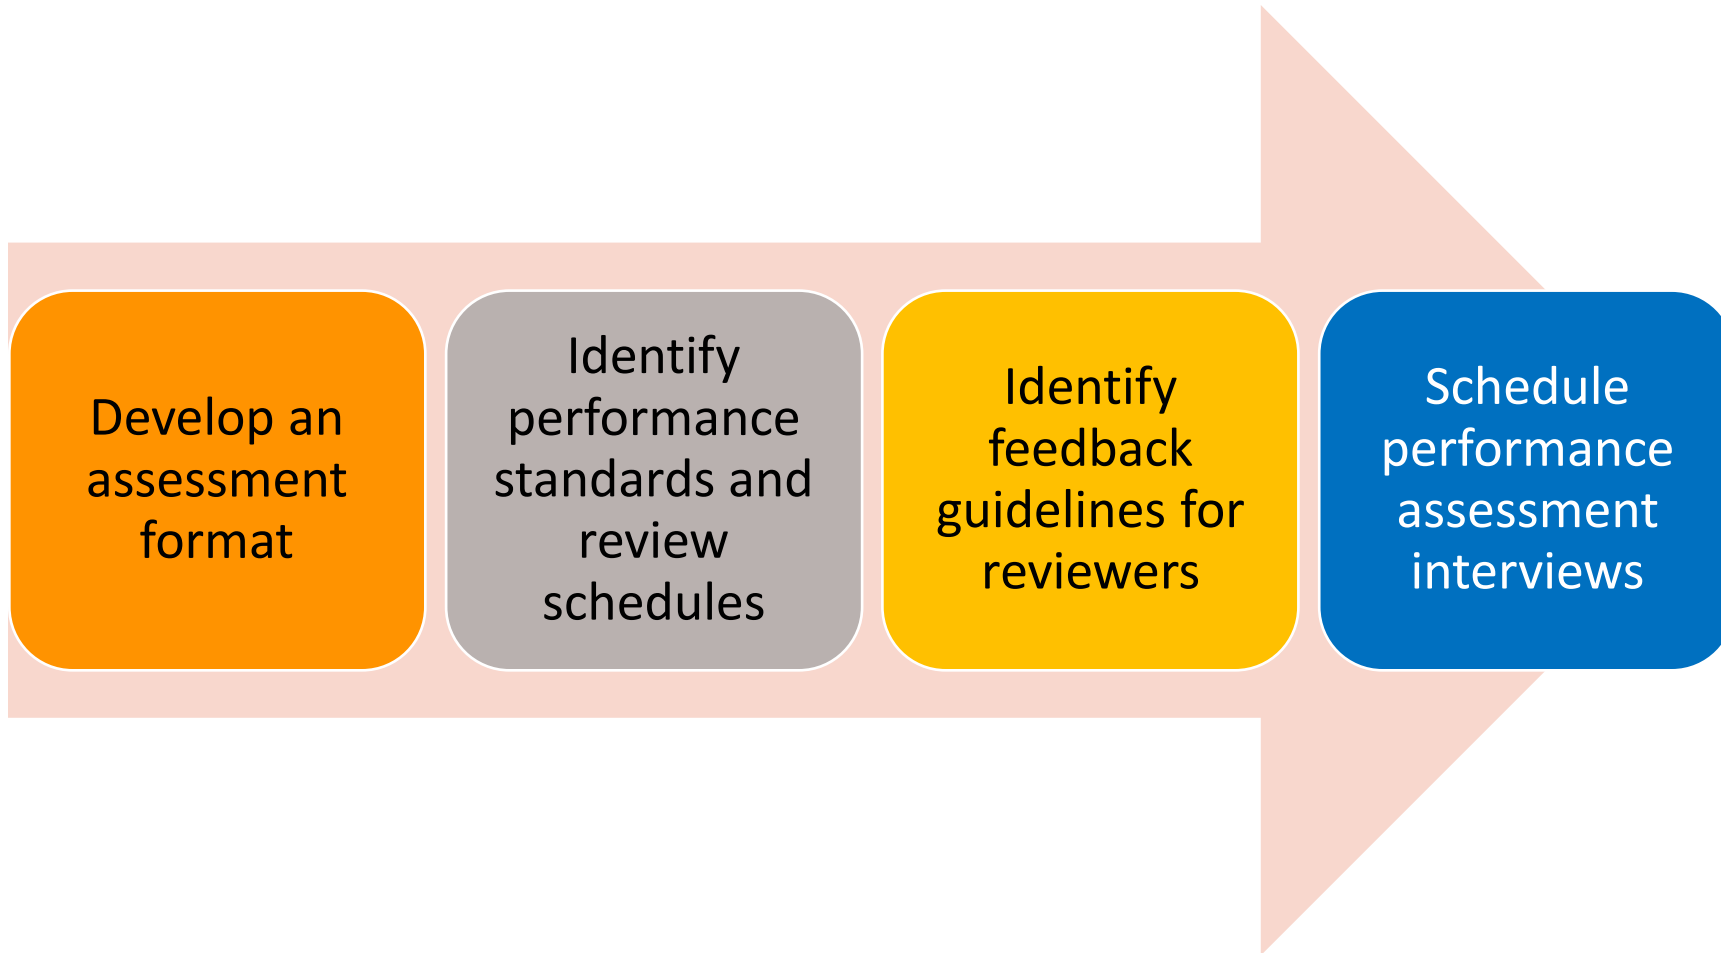 Develop an
assessment
format
Identify
performance
standards and
review
schedules
Identify
feedback
guidelines for
reviewers
Schedule
performance
assessment
interviews